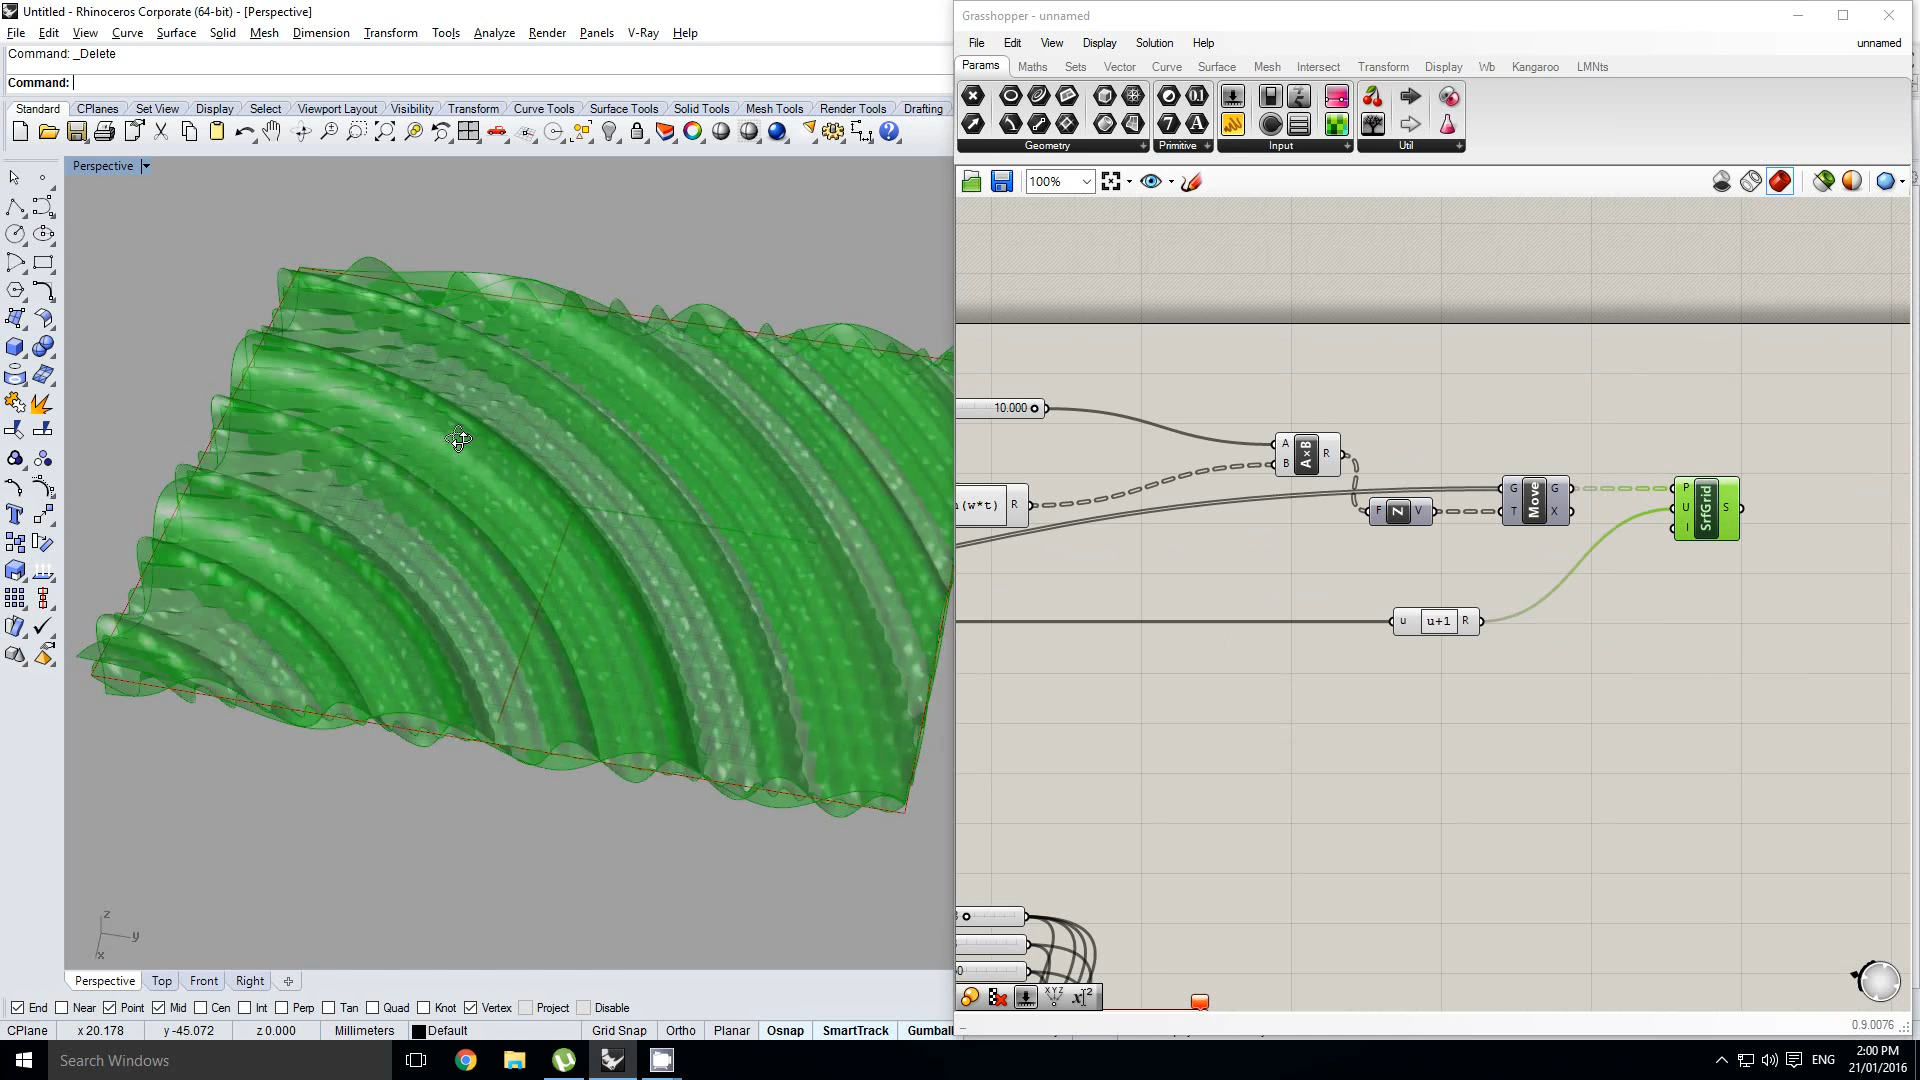 Untitled - Rhinoceros Corporate (64-bit) - [Perspective]
File Edit View Curve Surface Solid Mesh Dimension Transform Tools Analyze Render Panels V-Ray Help
Command: _Delete
Command:
Standard CPlanes Set View Display Select Viewport Layout Visibility Transform Curve Tools Surface Tools Solid Tools Mesh Tools Render Tools Drafting
Perspective
z
y
x
Perspective Top Front Right
End Near Point Mid Cen Int Perp Tan Quad Knot Vertex Project Disable
CPlane x 20.178 y -45.072 z 0.000 Millimeters Default Grid Snap Ortho Planar Osnap SmartTrack Gumball
Grasshopper - unnamed
File Edit View Display Solution Help unnamed
Params Maths Sets Vector Curve Surface Mesh Intersect Transform Display Wb Kangaroo LMNts
Geometry Primitive Input Util
100%
10.000
A B A×B R
(w*t) R
F Z V
G T Move G X
P U I SrfGrid S
u u+1 R
0.9.0076
Search Windows
ENG
2:00 PM
21/01/2016